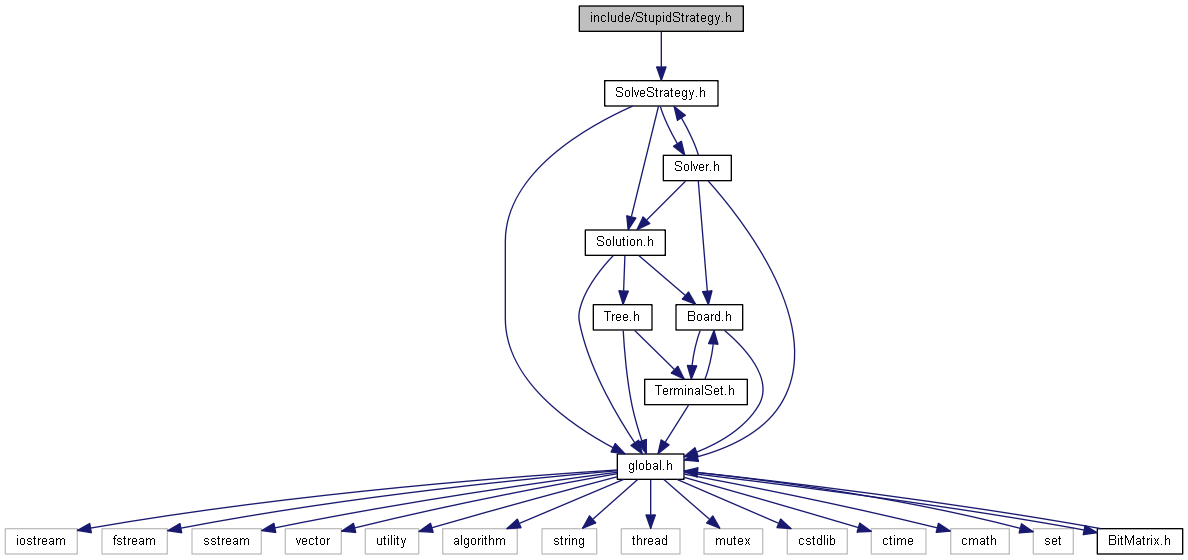 include/StupidStrategy.h
SolveStrategy.h
Solver.h
Solution.h
Tree.h
Board.h
TerminalSet.h
global.h
iostream
fstream
sstream
vector
utility
algorithm
string
thread
mutex
cstdlib
ctime
cmath
set
BitMatrix.h